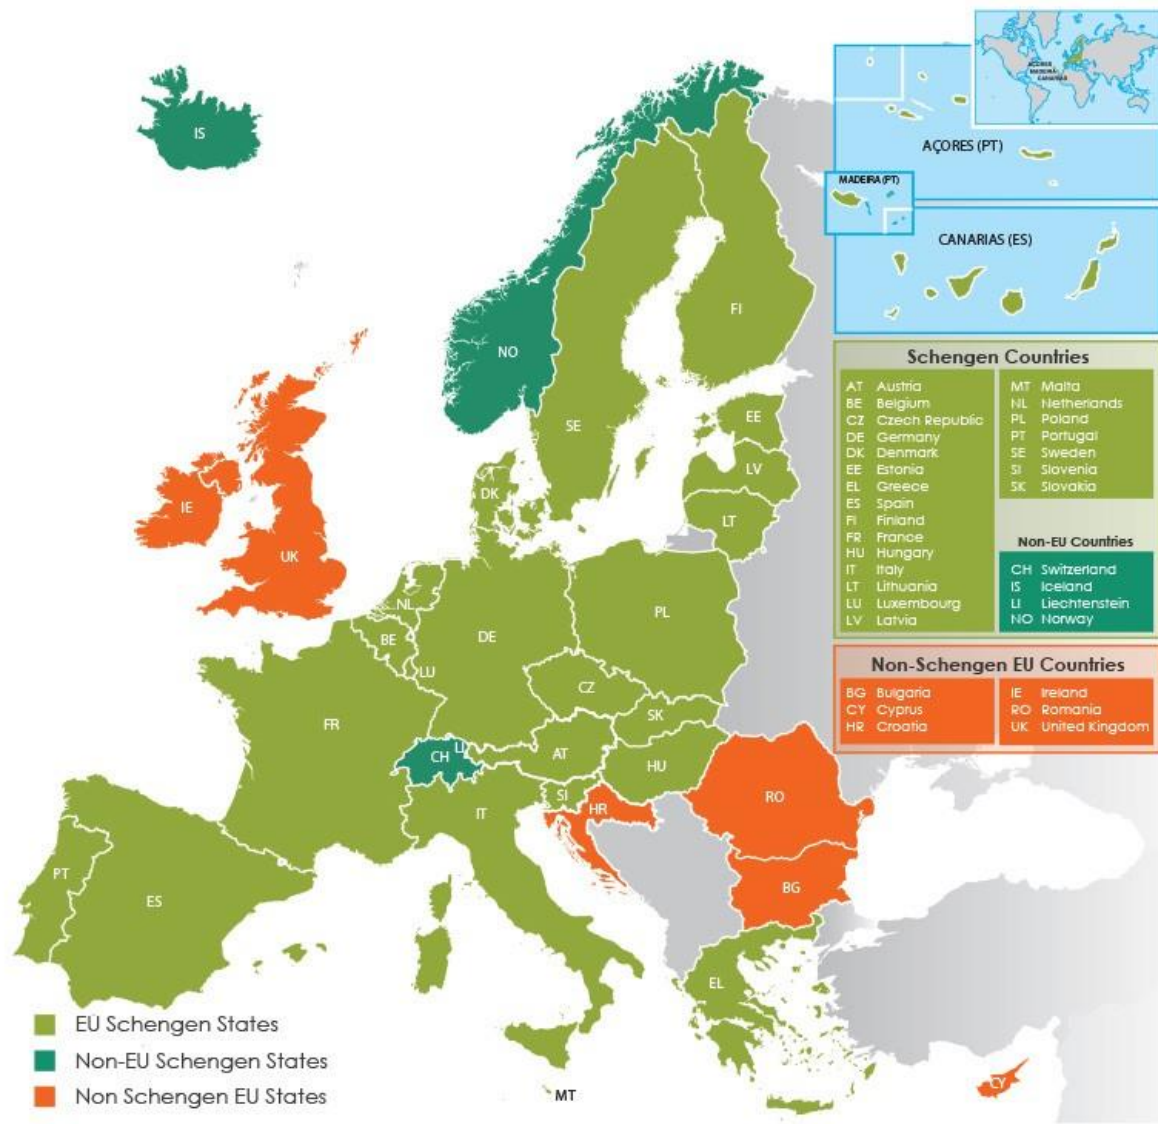 IS
AÇORES
MADEIRA
CANARIAS
AÇORES (PT)
MADEIRA (PT)
CANARIAS (ES)
NO
SE
FI
EE
LV
LT
DK
IE
UK
NL
BE
LU
DE
PL
CZ
SK
FR
CH
LI
AT
HU
SI
HR
IT
RO
BG
PT
ES
EL
MT
CY
Schengen Countries
AT Austria
BE Belgium
CZ Czech Republic
DE Germany
DK Denmark
EE Estonia
EL Greece
ES Spain
FI Finland
FR France
HU Hungary
IT Italy
LT Lithuania
LU Luxembourg
LV Latvia
MT Malta
NL Netherlands
PL Poland
PT Portugal
SE Sweden
SI Slovenia
SK Slovakia
Non-EU Countries
CH Switzerland
IS Iceland
LI Liechtenstein
NO Norway
Non-Schengen EU Countries
BG Bulgaria
CY Cyprus
HR Croatia
IE Ireland
RO Romania
UK United Kingdom
EU Schengen States
Non-EU Schengen States
Non Schengen EU States